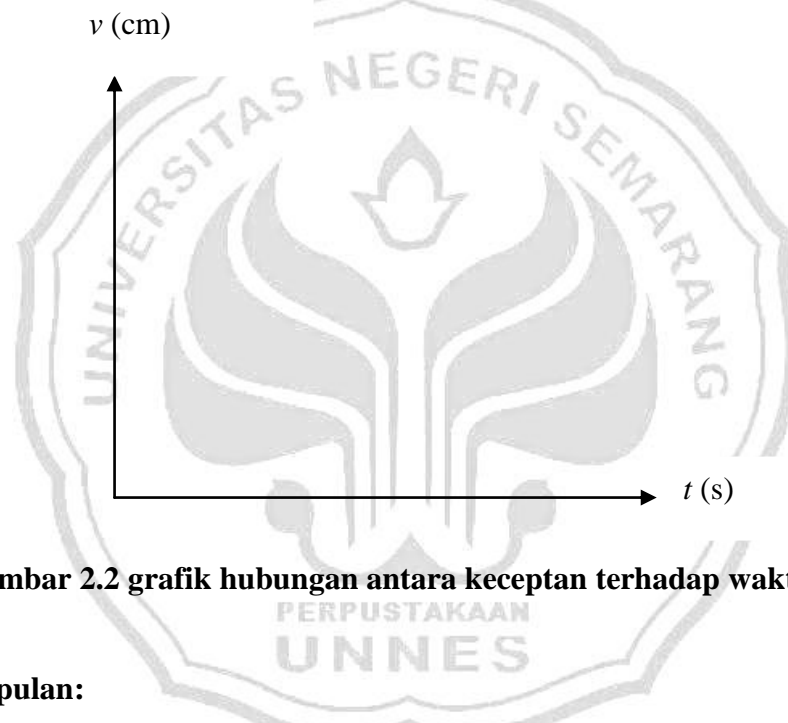 v (cm)
UNIVERSITAS NEGERI SEMARANG
t (s)
mbar 2.2 grafik hubungan antara keceptan terhadap wakt
PERPUSTAKAAN
UNNES
pulan: